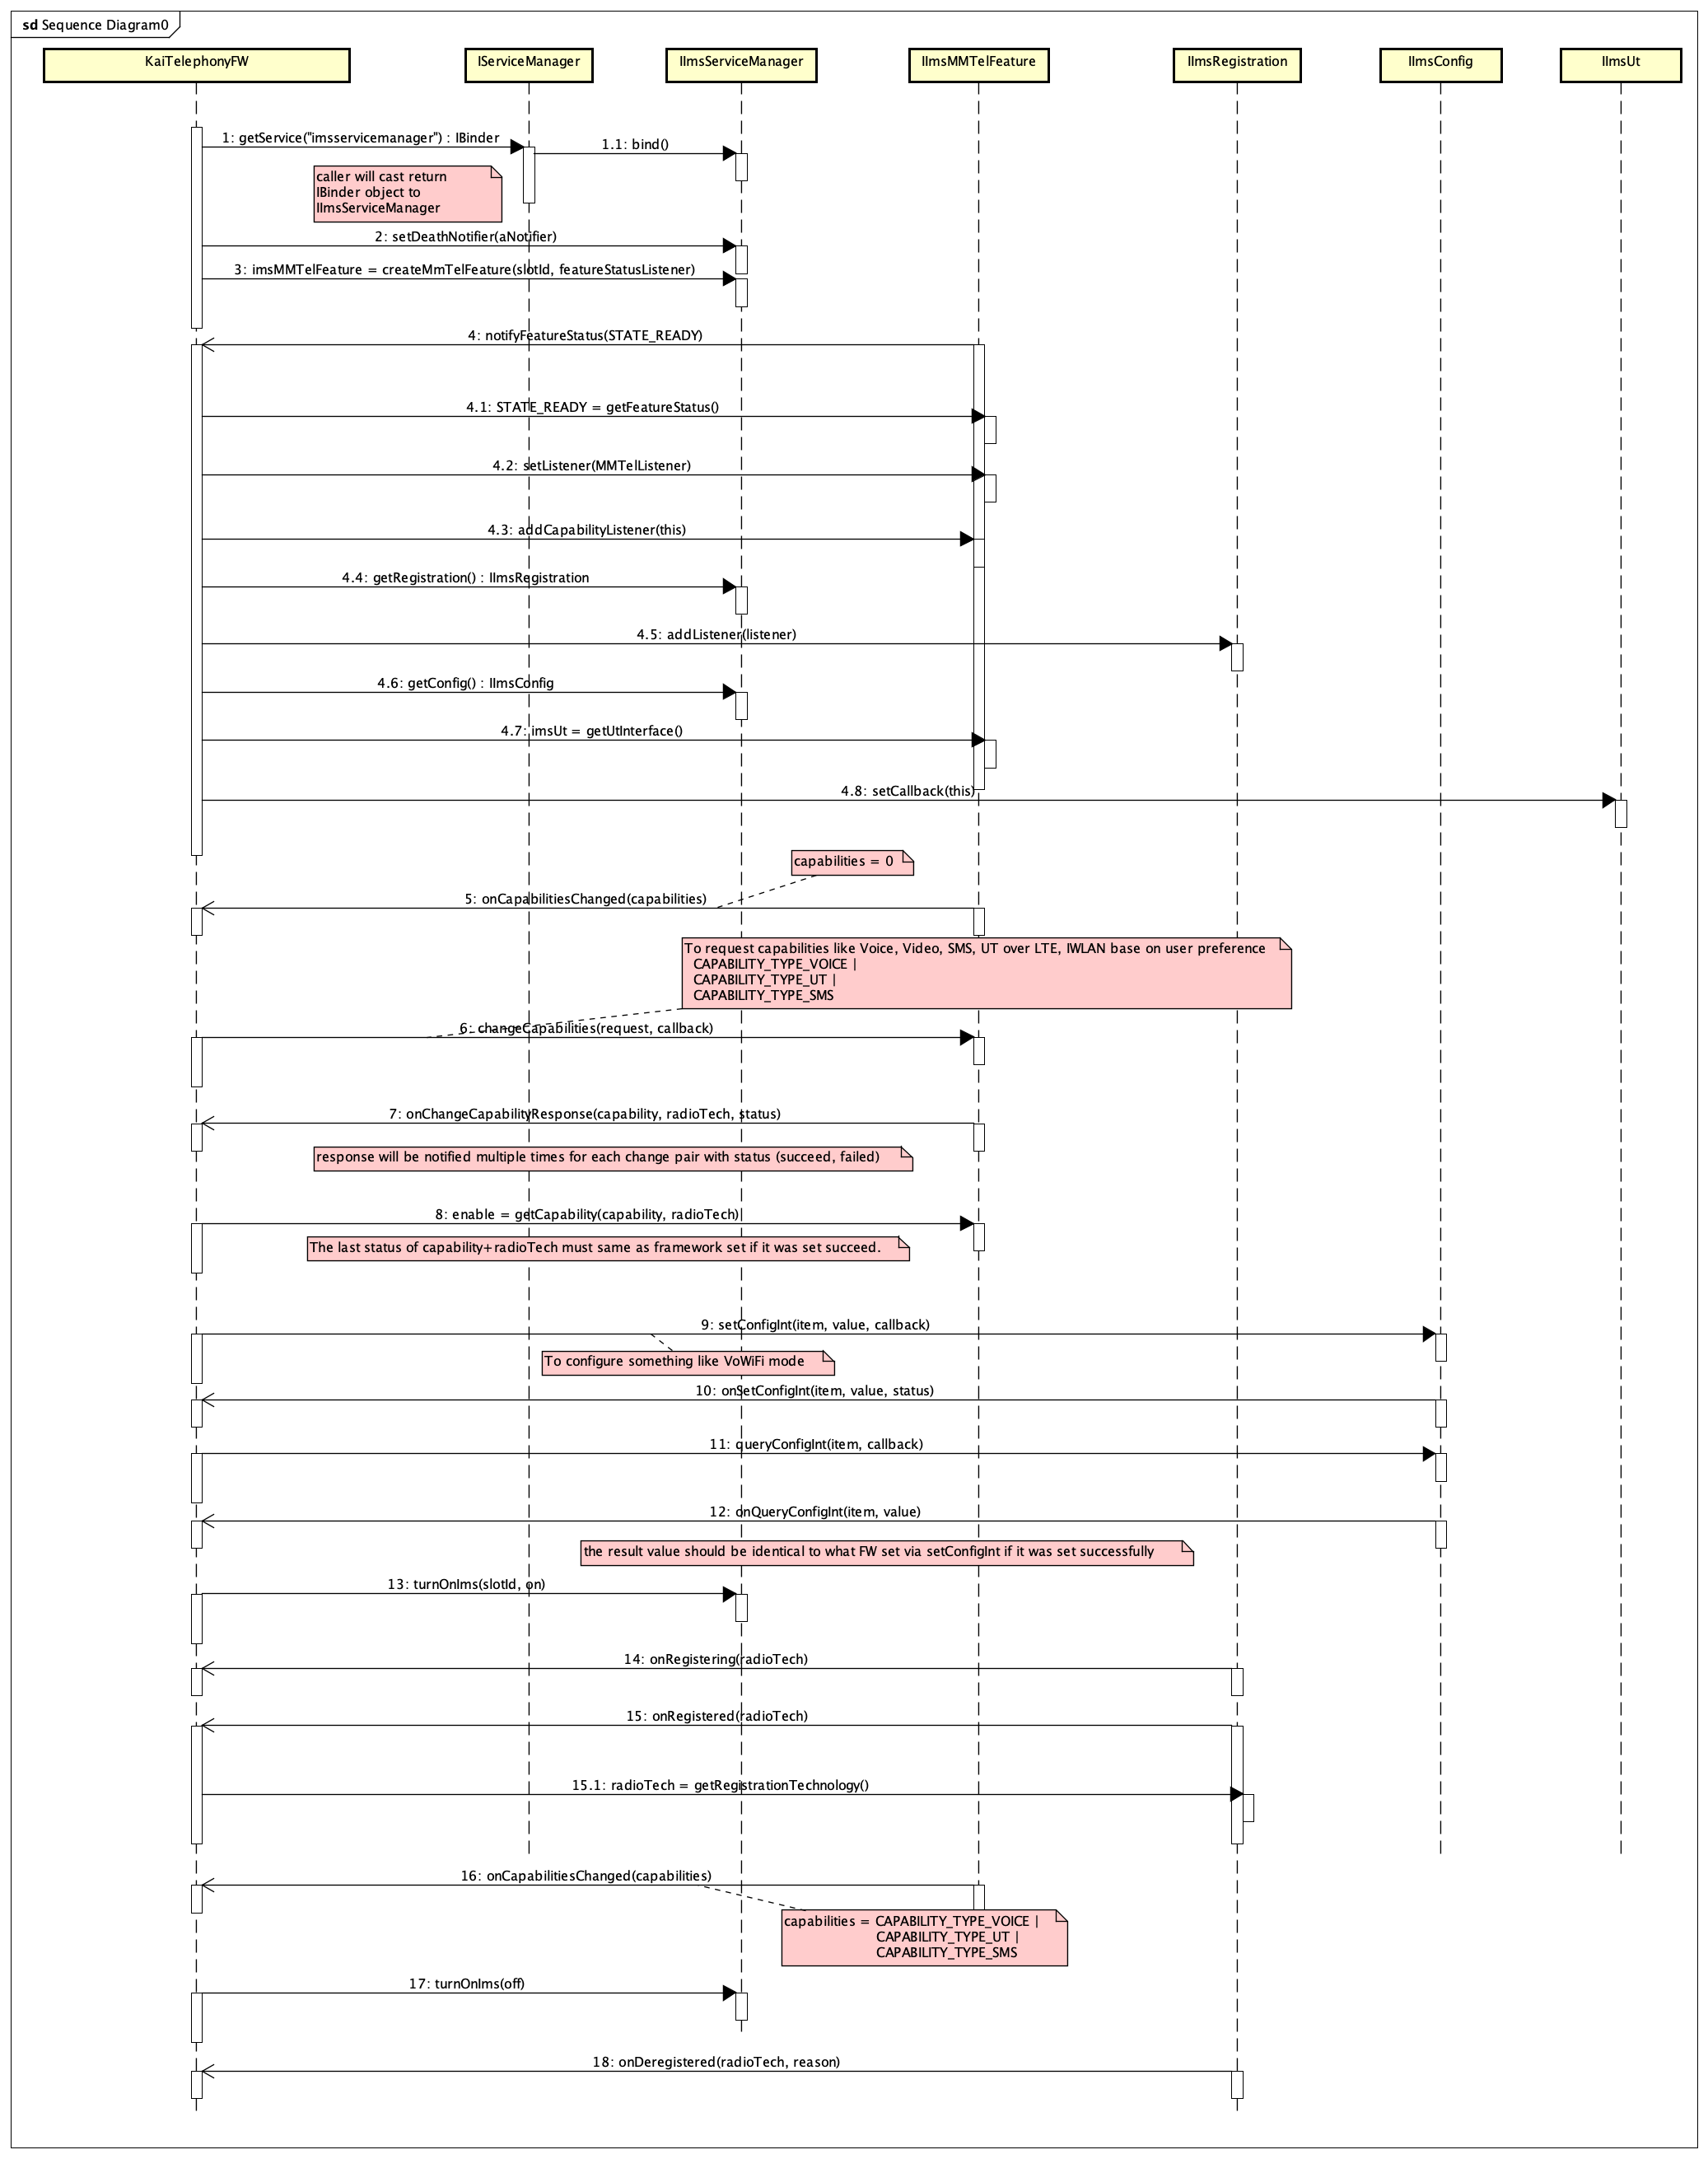 sd Sequence Diagram0
KaiTelephonyFW
IServiceManager
IImsServiceManager
IImsMMTelFeature
IImsRegistration
IImsConfig
IImsUt
1: getService("imsservicemanager") : IBinder
1.1: bind()
caller will cast return
IBinder object to
IImsServiceManager
2: setDeathNotifier(aNotifier)
3: imsMMTelFeature = createMmTelFeature(slotId, featureStatusListener)
4: notifyFeatureStatus(STATE_READY)
4.1: STATE_READY = getFeatureStatus()
4.2: setListener(MMTelListener)
4.3: addCapabilityListener(this)
4.4: getRegistration() : IImsRegistration
4.5: addListener(listener)
4.6: getConfig() : IImsConfig
4.7: imsUt = getUtInterface()
4.8: setCallback(this)
capabilities = 0
5: onCapabilitiesChanged(capabilities)
To request capabilities like Voice, Video, SMS, UT over LTE, IWLAN base on user preference
CAPABILITY_TYPE_VOICE |
CAPABILITY_TYPE_UT |
CAPABILITY_TYPE_SMS
6: changeCapabilities(request, callback)
7: onChangeCapabilityResponse(capability, radioTech, status)
response will be notified multiple times for each change pair with status (succeed, failed)
8: enable = getCapability(capability, radioTech)
The last status of capability+radioTech must same as framework set if it was set succeed.
9: setConfigInt(item, value, callback)
To configure something like VoWiFi mode
10: onSetConfigInt(item, value, status)
11: queryConfigInt(item, callback)
12: onQueryConfigInt(item, value)
the result value should be identical to what FW set via setConfigInt if it was set successfully
13: turnOnIms(slotId, on)
14: onRegistering(radioTech)
15: onRegistered(radioTech)
15.1: radioTech = getRegistrationTechnology()
16: onCapabilitiesChanged(capabilities)
capabilities = CAPABILITY_TYPE_VOICE |
CAPABILITY_TYPE_UT |
CAPABILITY_TYPE_SMS
17: turnOnIms(off)
18: onDeregistered(radioTech, reason)